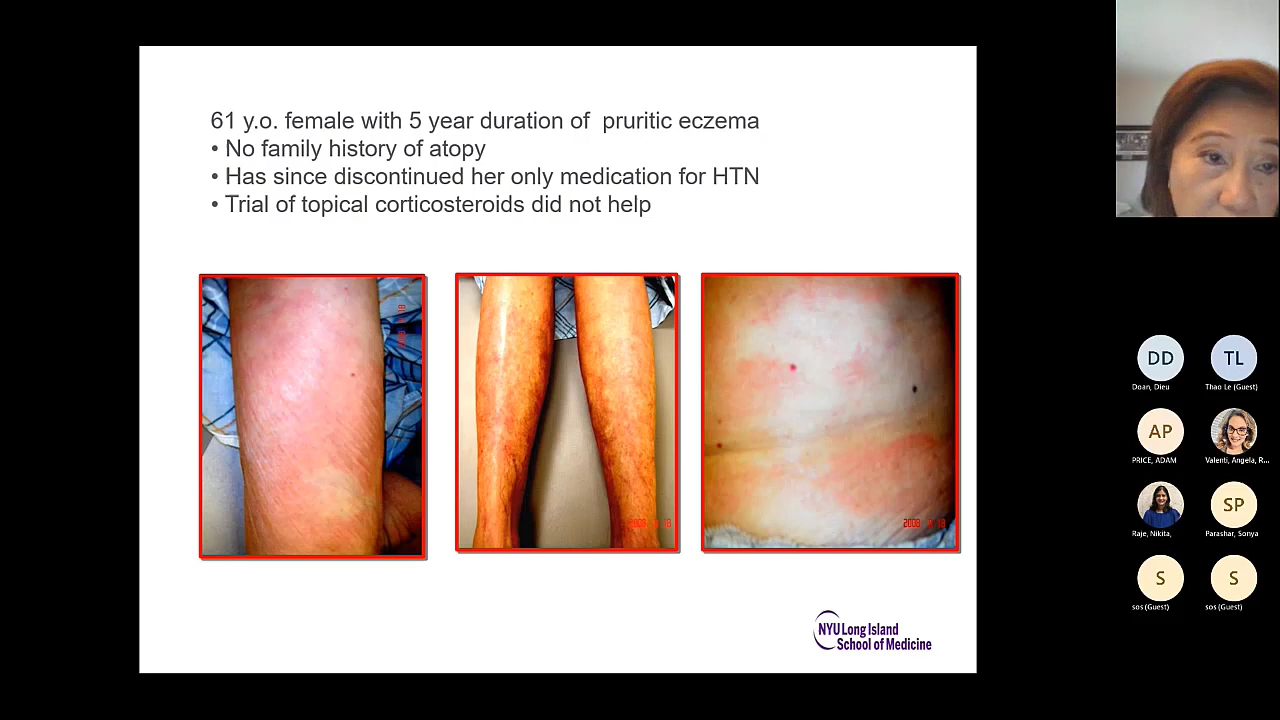 61 y.o. female with 5 year duration of pruritic eczema
• No family history of atopy
• Has since discontinued her only medication for HTN
• Trial of topical corticosteroids did not help
NYU Long Island
School of Medicine
DD
Doan, Dieu
TL
Thao Le (Guest)
AP
PRICE, ADAM
Valenti, Angela, R...
Raje, Nikita,
SP
Parashar, Sonya
S
sos (Guest)
S
sos (Guest)